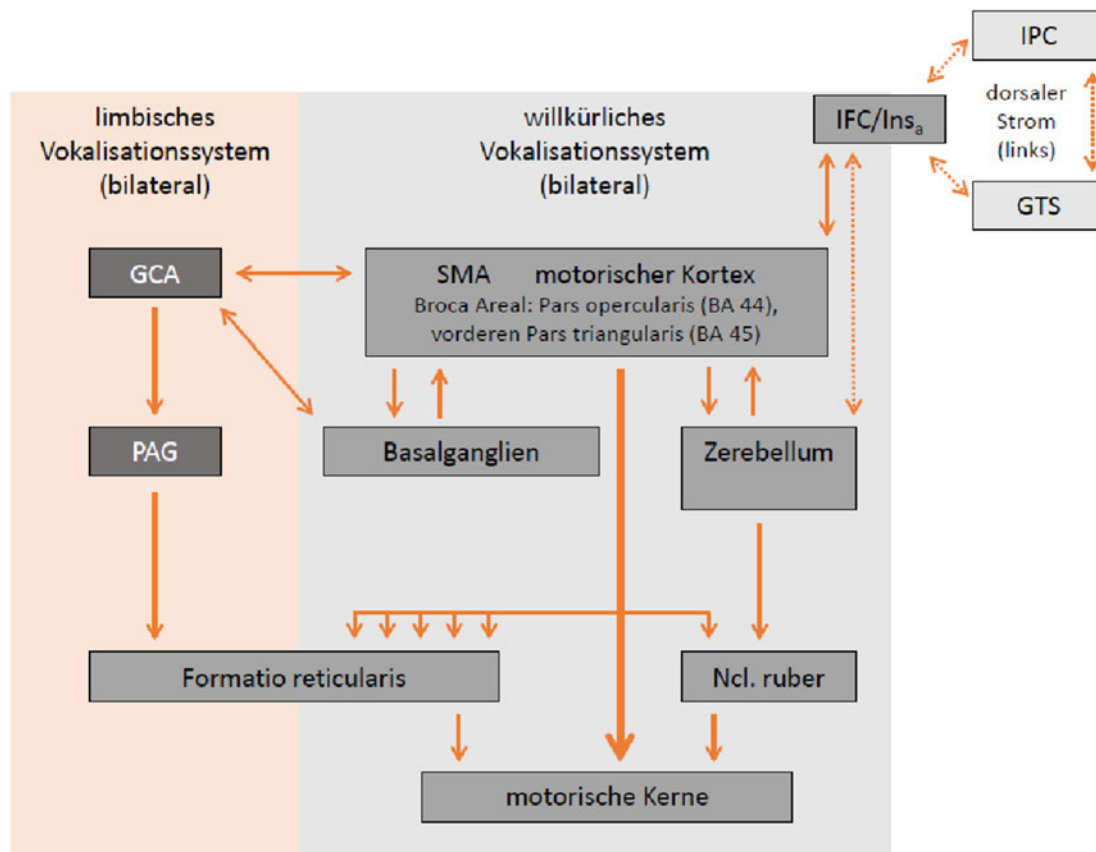 IPC
limbisches
Vokalisationssystem
(bilateral)
willkürliches
Vokalisationssystem
(bilateral)
IFC/Insₐ
dorsaler
Strom
(links)
GTS
GCA
SMA motorischer Kortex
Broca Areal: Pars opercularis (BA 44),
vorderen Pars triangularis (BA 45)
PAG
Basalganglien
Zerebellum
Formatio reticularis
Ncl. ruber
motorische Kerne